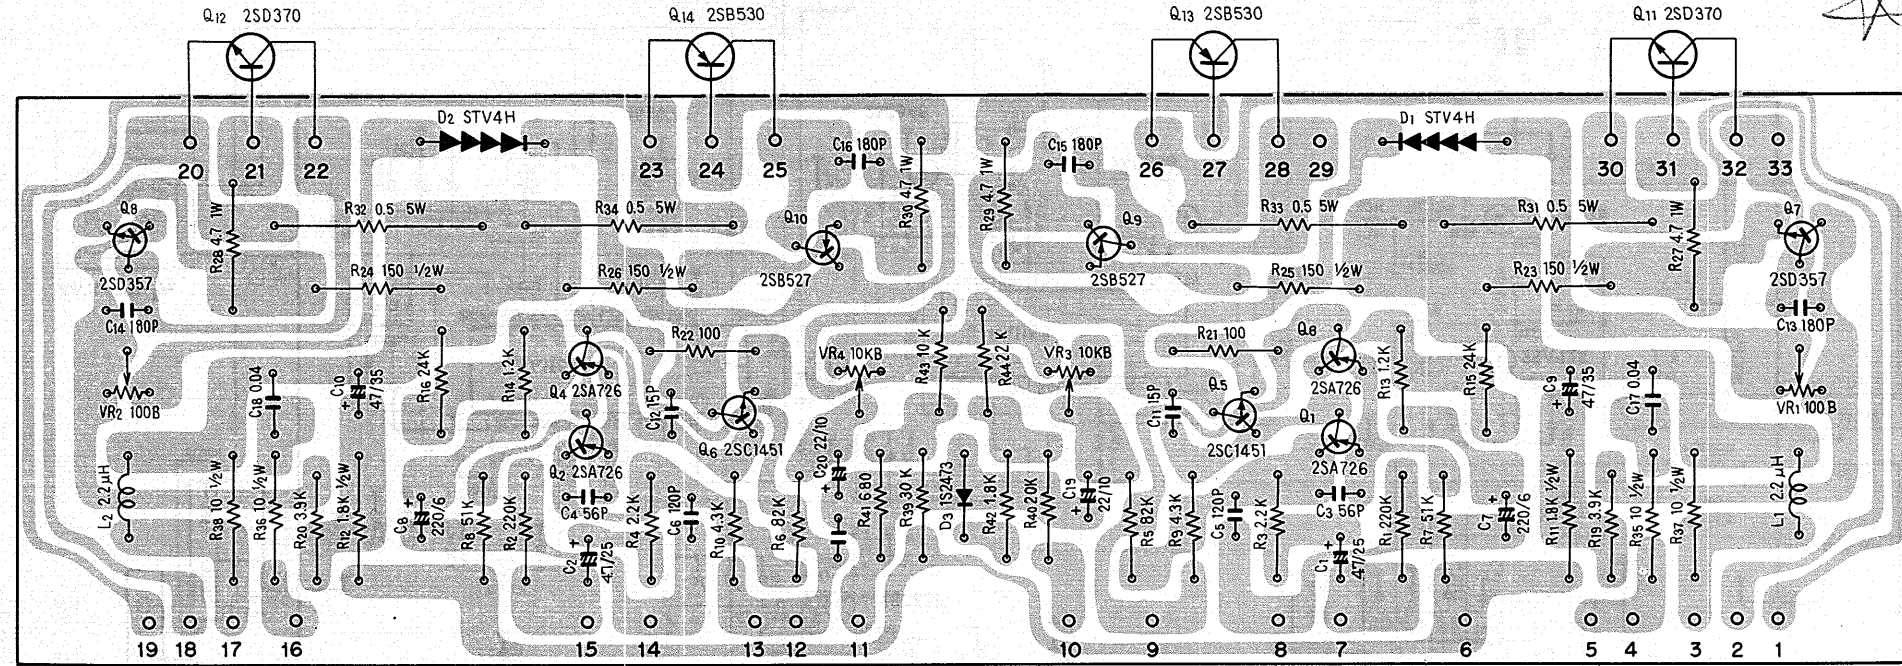 Q12 2SD370
Q14 2SB530
Q13 2SB530
Q11 2SD370
D2 STV4H
D1 STV4H
C16 180P
C15 180P
20 21 22 23 24 25 26 27 28 29 30 31 32 33
R28 4.7 1W
R30 4.7 1W
R29 4.7 1W
R27 4.7 1W
Q8
R32 0.5 5W
R34 0.5 5W
Q10
Q9
R33 0.5 5W
R31 0.5 5W
Q7
2SD357
R24 150 ½W
R26 150 ½W
2SB527
2SB527
R25 150 ½W
R23 150 ½W
2SD357
C14 180P
C13 180P
R22 100
R21 100
Q6
VR4 10KB
R43 10K
R44 2.2K
VR3 10KB
C18 0.04
C10 + 47/35
R16 24K
R14 1.2K
Q4 2SA726
C12 15P
C11 15P
Q5
2SA726
R13 1.2K
R15 24K
C9 + 47/35
C17 0.04
VR2 100B
VR1 100B
Q1
Q6 2SC1451
2SC1451
Q2 2SA726
2SA726
L2 2.2µH
R38 10 ½W
R36 10 ½W
R20 3.9K
R12 1.8K ½W
C8 + 220/6
R8 51K
R2 220K
C4 56P
C2 + 47/25
R4 2.2K
C6 120P
R10 4.3K
R6 82K
C20 22/10 +
R41 680
R39 30K
D3 1S2473
R42 1.8K
R40 20K
C19 22/10 +
R5 82K
R9 4.3K
C5 120P
R3 2.2K
C3 56P
C1 + 47/25
R1 220K
R7 51K
C7 + 220/6
R11 1.8K ½W
R19 3.9K
R35 10 ½W
R37 10 ½W
L1 2.2µH
19 18 17 16 15 14 13 12 11 10 9 8 7 6 5 4 3 2 1